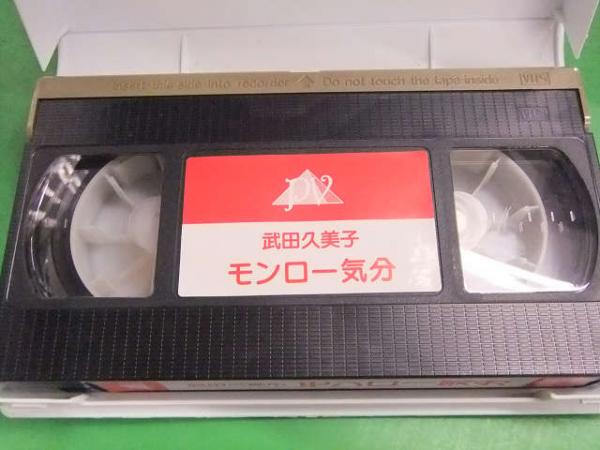 Insert this side into recorder Do not touch the tape inside VHS
VHS
PV
武田久美子
モンロー気分